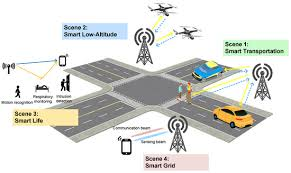 Scene 2:
Smart Low-Altitude
Scene 1:
Smart Transportation
Motion recognition
Respiratory
monitoring
Intrusion
detection
Scene 3:
Smart Life
Communication beam
Sensing beam
Scene 4:
Smart Grid